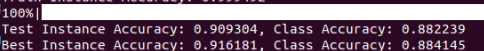 100%|
Test Instance Accuracy: 0.909304, Class Accuracy: 0.882239
Best Instance Accuracy: 0.916181, Class Accuracy: 0.884145